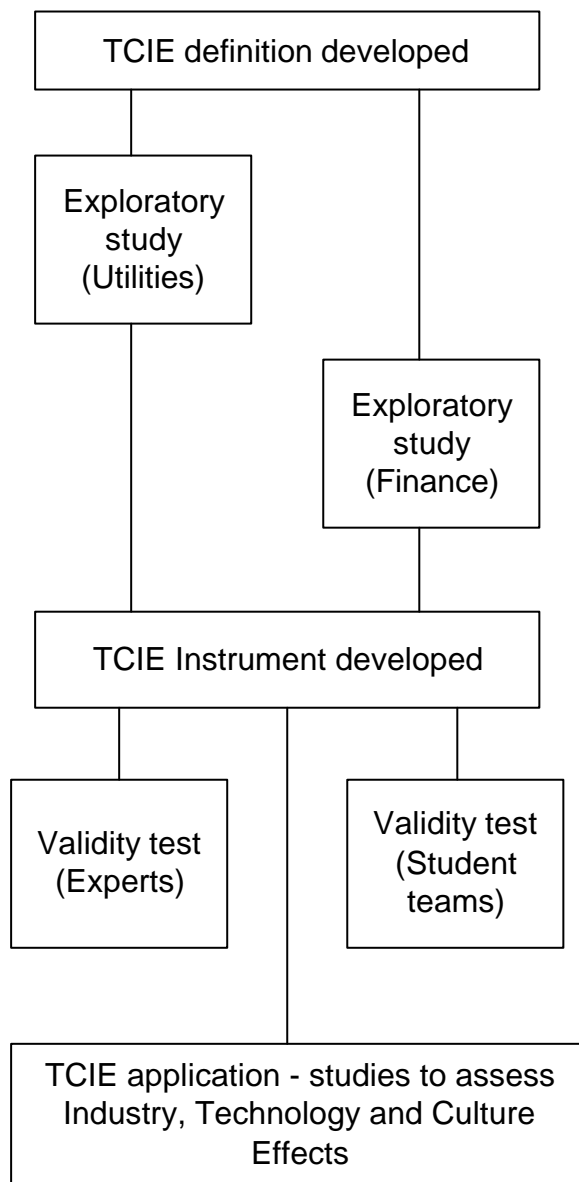 TCIE definition developed
Exploratory
study
(Utilities)
Exploratory
study
(Finance)
TCIE Instrument developed
Validity test
(Experts)
Validity test
(Student
teams)
TCIE application - studies to assess
Industry, Technology and Culture
Effects